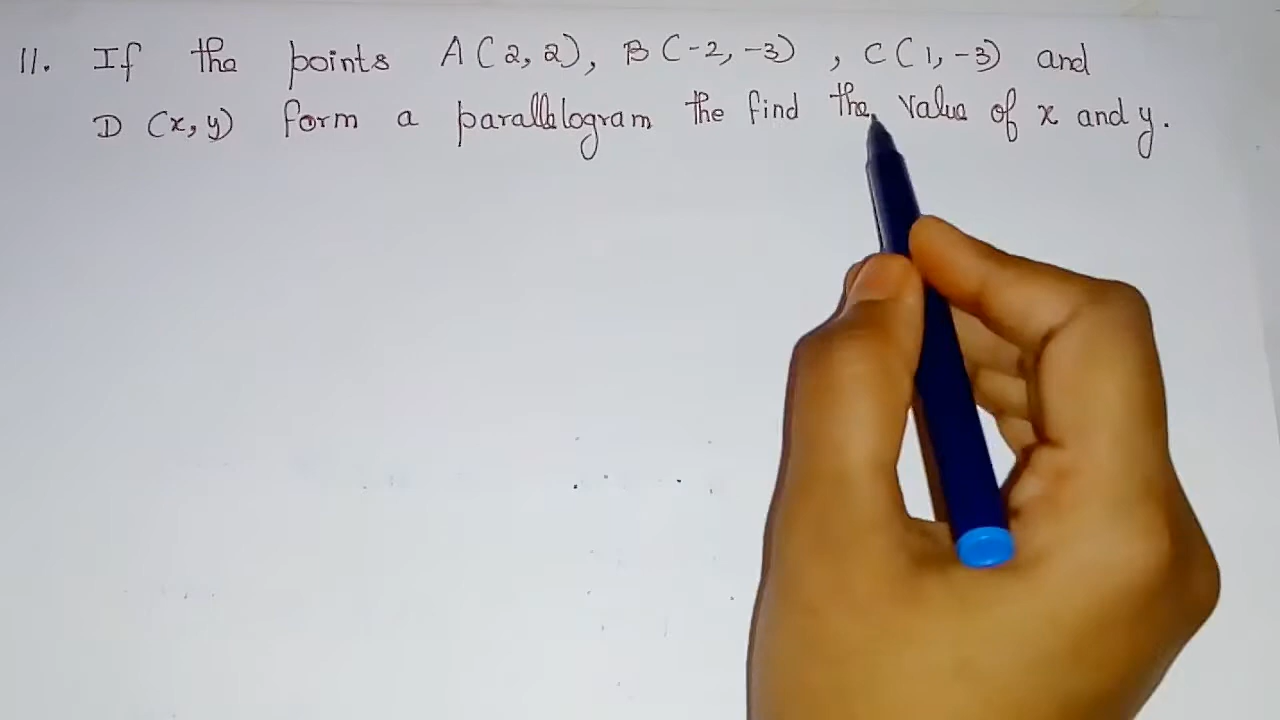 11. If the points A(2,2), B(-2,-3), C(1,-3) and
D (x,y) form a parallelogram the find the value of x and y.